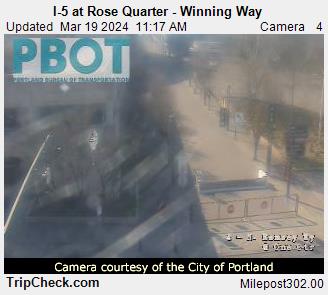 I-5 at Rose Quarter - Winning Way
Updated Mar 19 2024 11:17 AM Camera 4
PBOT
PORTLAND BUREAU OF TRANSPORTATION
Camera courtesy of the City of Portland
TripCheck.com Milepost302.00